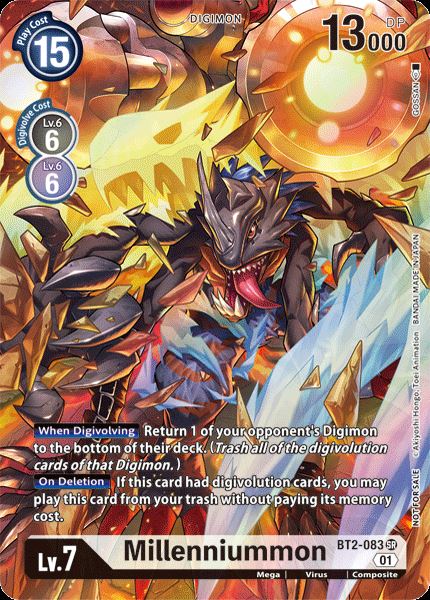 Play Cost
15
DIGIMON
DP
13000
GOSSAN
Digivolve Cost
Lv.6
6
Lv.6
6
When Digivolving Return 1 of your opponent's Digimon
to the bottom of their deck. (Trash all of the digivolution
cards of that Digimon.)
On Deletion If this card had digivolution cards, you may
play this card from your trash without paying its memory
cost.
NOT FOR SALE
©Akiyoshi Hongo, Toei Animation BANDAI MADE IN JAPAN
Lv.7
Millenniummon
BT2-083 SR
01
Mega Virus Composite